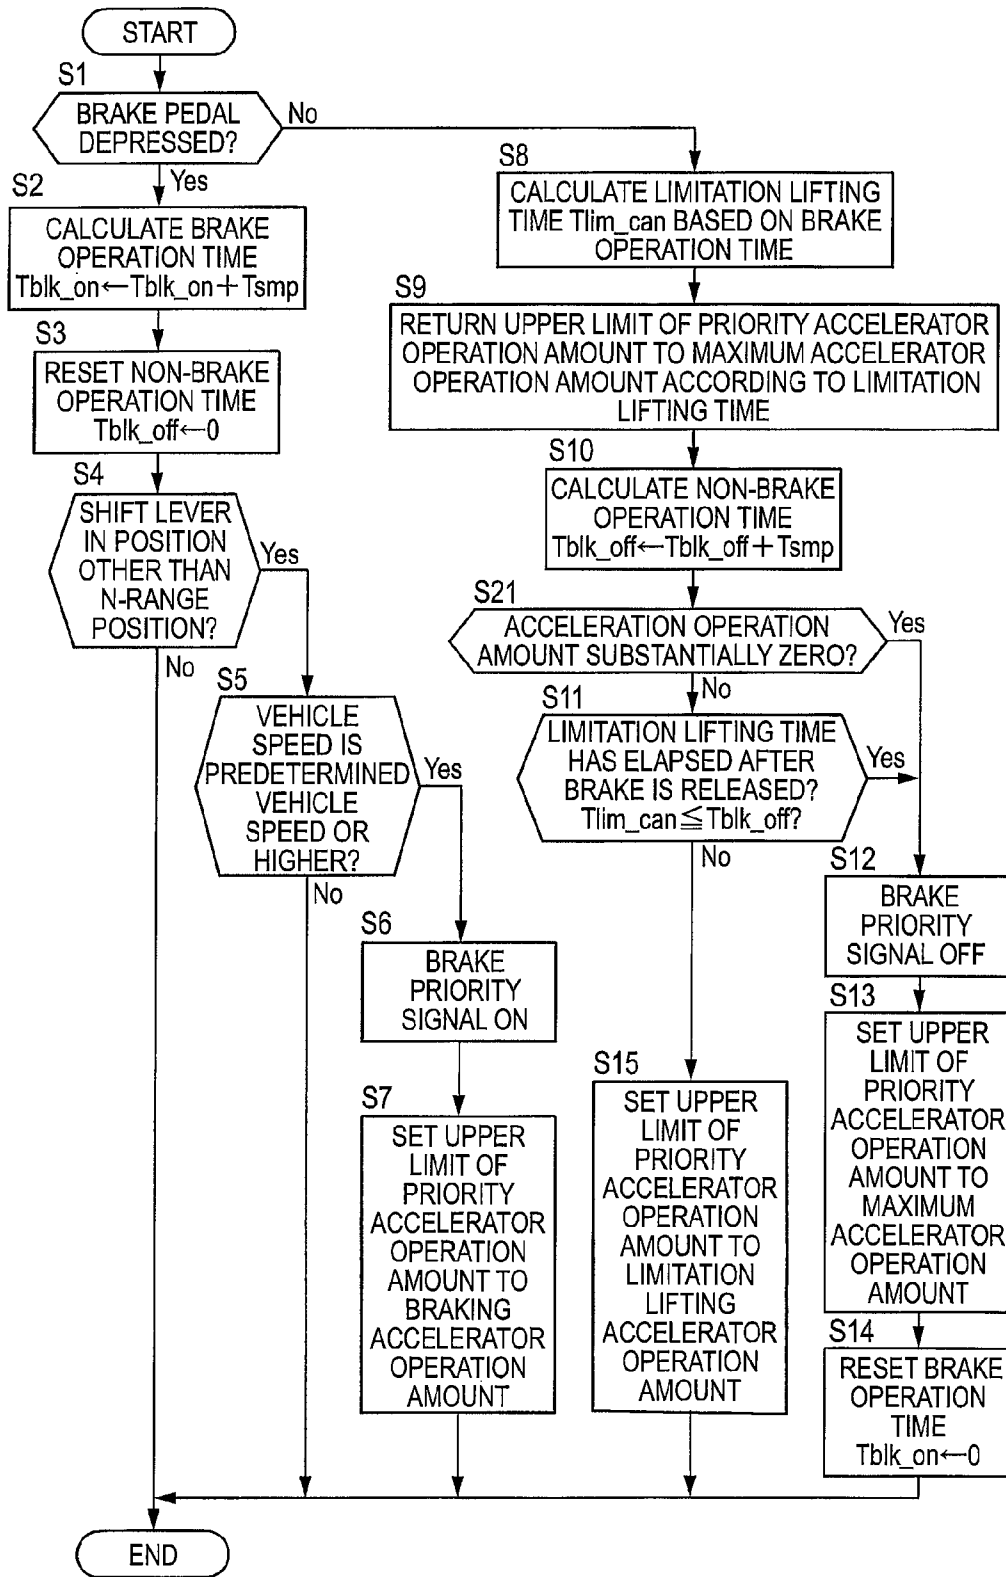 START
S1
BRAKE PEDAL
DEPRESSED?
No
Yes
S2
CALCULATE BRAKE
OPERATION TIME
Tblk_on←Tblk_on+Tsmp
S3
RESET NON-BRAKE
OPERATION TIME
Tblk_off←0
S4
SHIFT LEVER
IN POSITION
OTHER THAN
N-RANGE
POSITION?
Yes
No
S5
VEHICLE
SPEED IS
PREDETERMINED
VEHICLE
SPEED OR
HIGHER?
Yes
No
S6
BRAKE
PRIORITY
SIGNAL ON
S7
SET UPPER
LIMIT OF
PRIORITY
ACCELERATOR
OPERATION
AMOUNT TO
BRAKING
ACCELERATOR
OPERATION
AMOUNT
S8
CALCULATE LIMITATION LIFTING
TIME Tlim_can BASED ON BRAKE
OPERATION TIME
S9
RETURN UPPER LIMIT OF PRIORITY ACCELERATOR
OPERATION AMOUNT TO MAXIMUM ACCELERATOR
OPERATION AMOUNT ACCORDING TO LIMITATION
LIFTING TIME
S10
CALCULATE NON-BRAKE
OPERATION TIME
Tblk_off←Tblk_off+Tsmp
S21
ACCELERATION OPERATION
AMOUNT SUBSTANTIALLY ZERO?
Yes
No
S11
LIMITATION LIFTING TIME
HAS ELAPSED AFTER
BRAKE IS RELEASED?
Tlim_can≦Tblk_off?
Yes
No
S12
BRAKE
PRIORITY
SIGNAL OFF
S13
SET UPPER
LIMIT OF
PRIORITY
ACCELERATOR
OPERATION
AMOUNT TO
MAXIMUM
ACCELERATOR
OPERATION
AMOUNT
S14
RESET BRAKE
OPERATION
TIME
Tblk_on←0
S15
SET UPPER
LIMIT OF
PRIORITY
ACCELERATOR
OPERATION
AMOUNT TO
LIMITATION
LIFTING
ACCELERATOR
OPERATION
AMOUNT
END